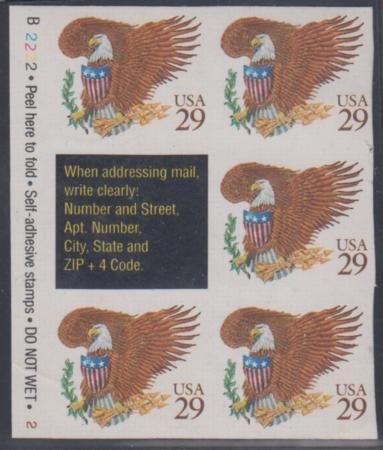 B 2222 • Peel here to fold • Self-adhesive stamps • DO NOT WET • 2
USA
29
USA
29
When addressing mail,
write clearly:
Number and Street,
Apt. Number,
City, State and
ZIP + 4 Code.
USA
29
USA
29
USA
29